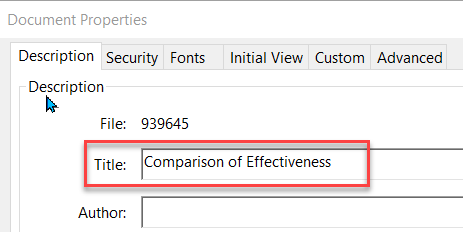 Document Properties
Description Security Fonts Initial View Custom Advanced
Description
File: 939645
Title: Comparison of Effectiveness
Author: